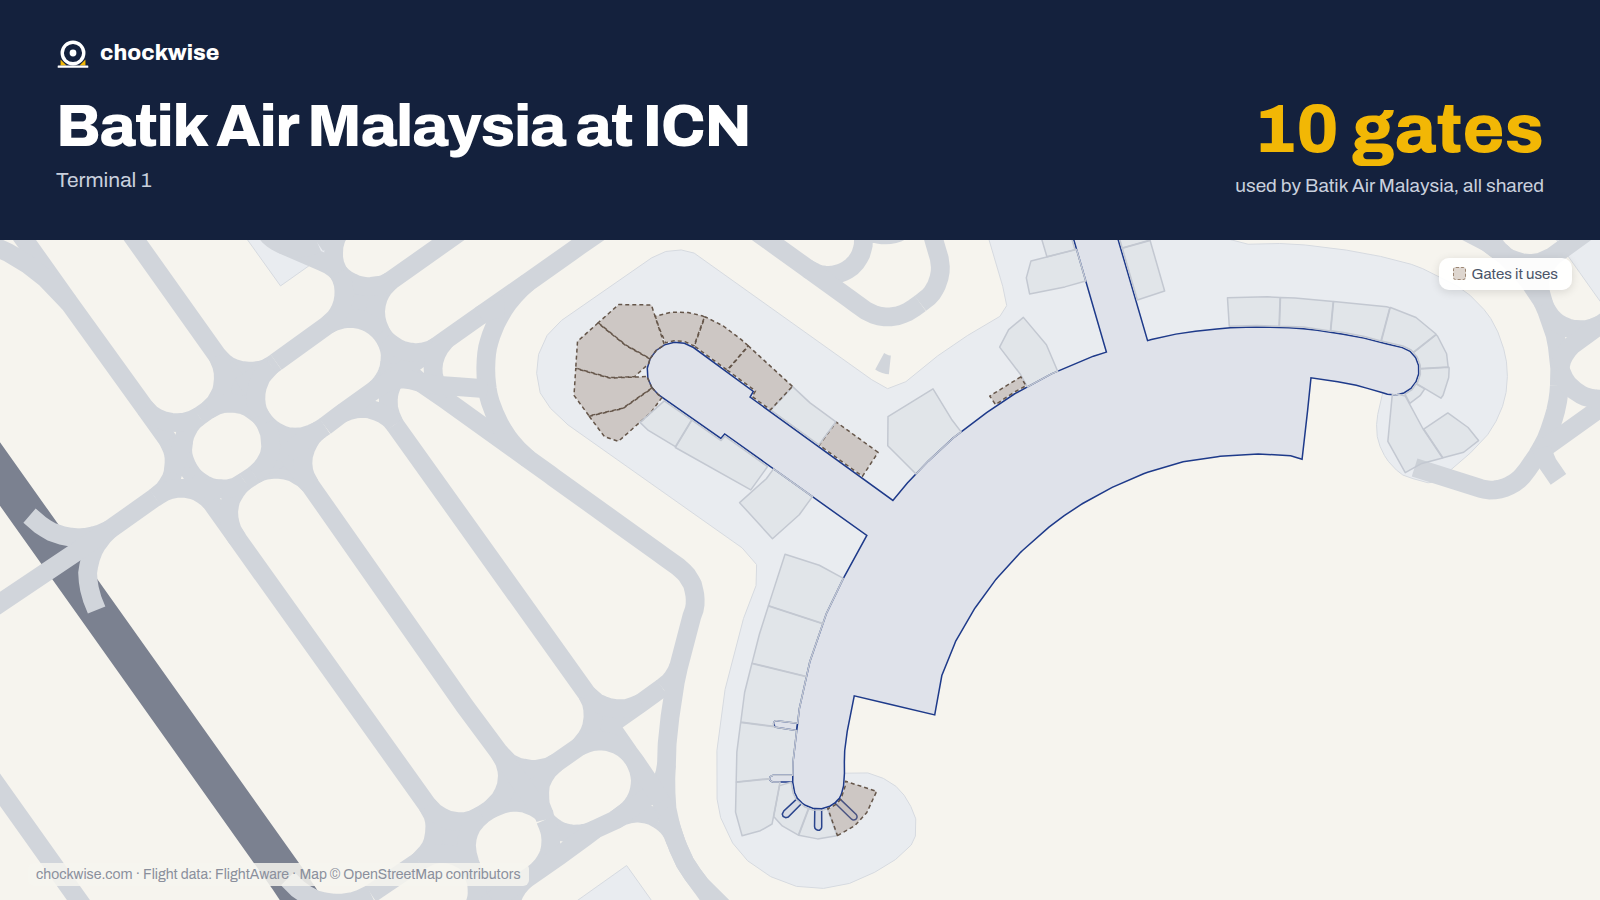 chockwise
Batik Air Malaysia at ICN
Terminal 1
10 gates
used by Batik Air Malaysia, all shared
Gates it uses
chockwise.com · Flight data: FlightAware · Map © OpenStreetMap contributors